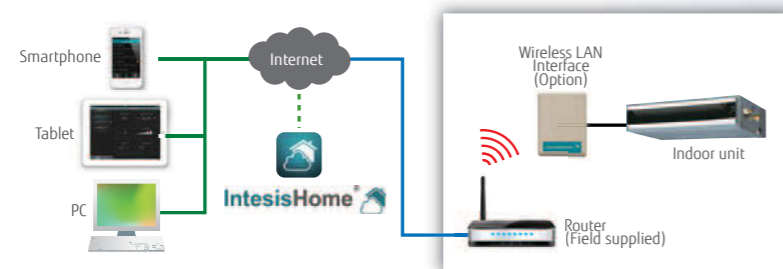 Smartphone
Internet
Tablet
IntesisHome®
PC
Wireless LAN
Interface
(Option)
Indoor unit
Router
(Field supplied)